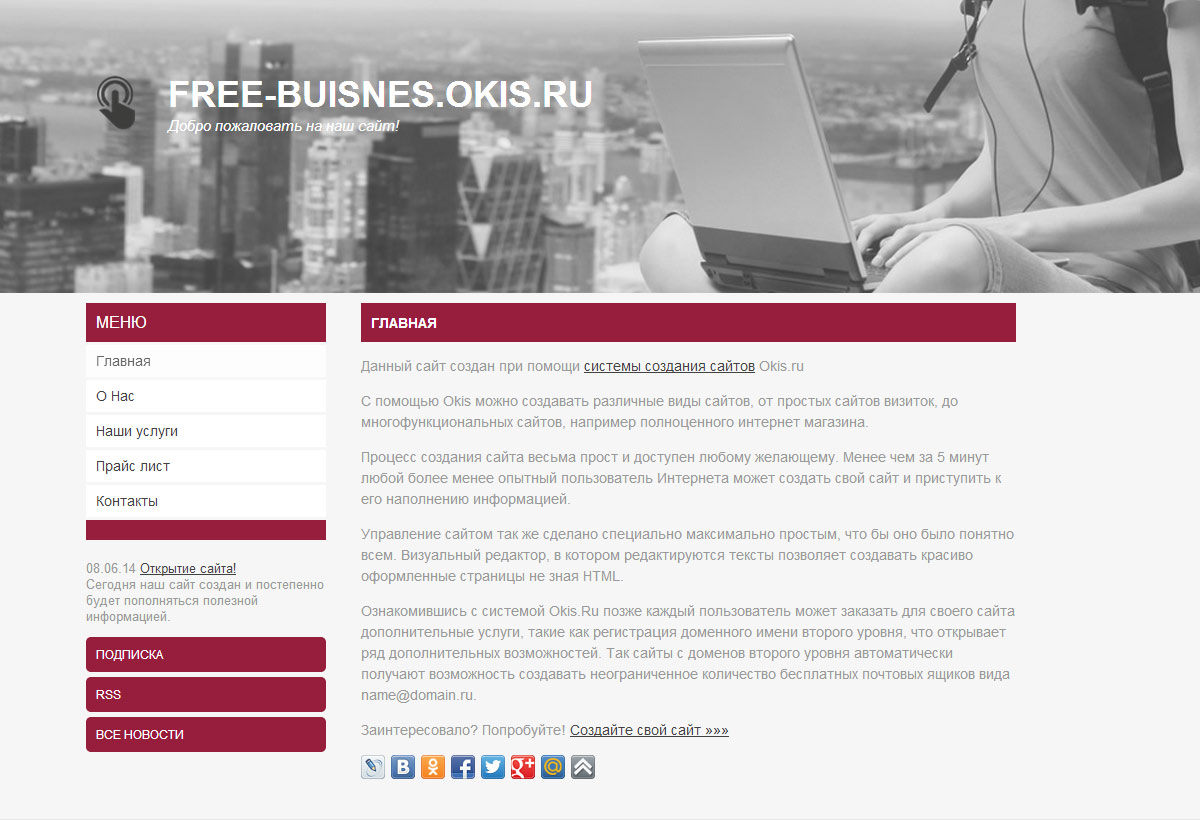 FREE-BUISNES.OKIS.RU
Добро пожаловать на наш сайт!
МЕНЮ
Главная
О Нас
Наши услуги
Прайс лист
Контакты
08.06.14 Открытие сайта!
Сегодня наш сайт создан и постепенно
будет пополняться полезной
информацией.
ПОДПИСКА
RSS
ВСЕ НОВОСТИ
ГЛАВНАЯ
Данный сайт создан при помощи системы создания сайтов Okis.ru
С помощью Okis можно создавать различные виды сайтов, от простых сайтов визиток, до
многофункциональных сайтов, например полноценного интернет магазина.
Процесс создания сайта весьма прост и доступен любому желающему. Менее чем за 5 минут
любой более менее опытный пользователь Интернета может создать свой сайт и приступить к
его наполнению информацией.
Управление сайтом так же сделано специально максимально простым, что бы оно было понятно
всем. Визуальный редактор, в котором редактируются тексты позволяет создавать красиво
оформленные страницы не зная HTML.
Ознакомившись с системой Okis.Ru позже каждый пользователь может заказать для своего сайта
дополнительные услуги, такие как регистрация доменного имени второго уровня, что открывает
ряд дополнительных возможностей. Так сайты с доменов второго уровня автоматически
получают возможность создавать неограниченное количество бесплатных почтовых ящиков вида
name@domain.ru.
Заинтересовало? Попробуйте! Создайте свой сайт »»»